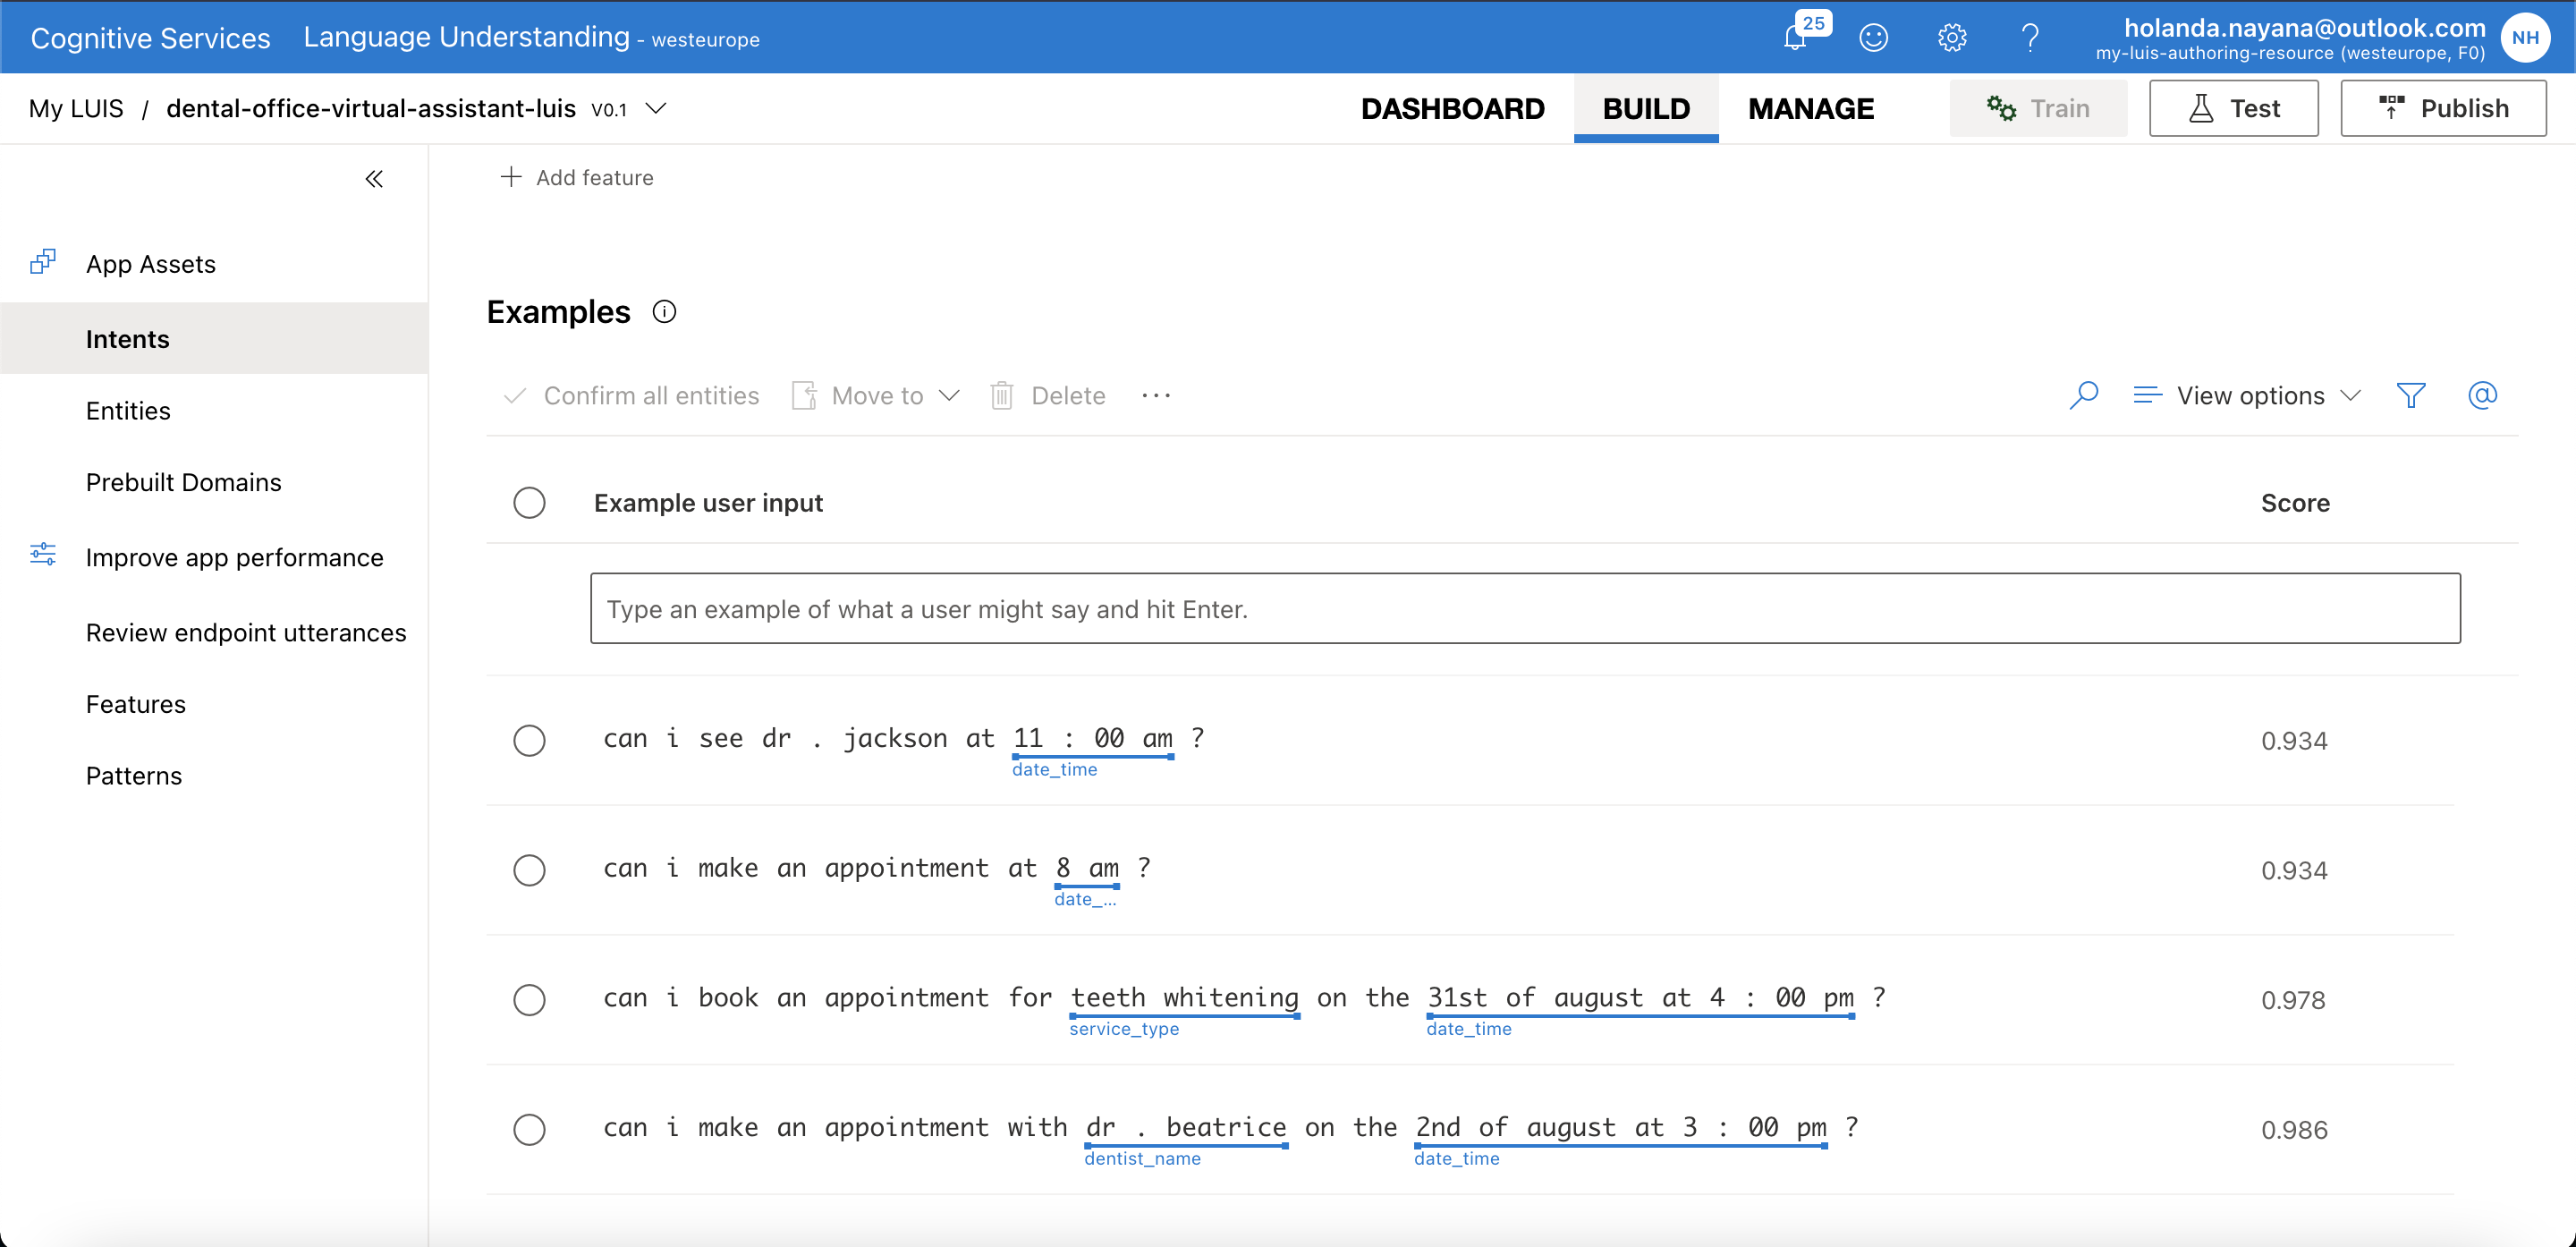 Cognitive Services Language Understanding - westeurope 25 holanda.nayana@outlook.com
my-luis-authoring-resource (westeurope, F0) NH
My LUIS / dental-office-virtual-assistant-luis V0.1 DASHBOARD BUILD MANAGE Train Test Publish
+ Add feature
App Assets
Intents
Entities
Prebuilt Domains
Improve app performance
Review endpoint utterances
Features
Patterns
Examples
Confirm all entities Move to Delete ... View options @
Example user input Score
Type an example of what a user might say and hit Enter.
can i see dr . jackson at 11 : 00 am ? 0.934
date_time
can i make an appointment at 8 am ? 0.934
date_...
can i book an appointment for teeth whitening on the 31st of august at 4 : 00 pm ? 0.978
service_type date_time
can i make an appointment with dr . beatrice on the 2nd of august at 3 : 00 pm ? 0.986
dentist_name date_time